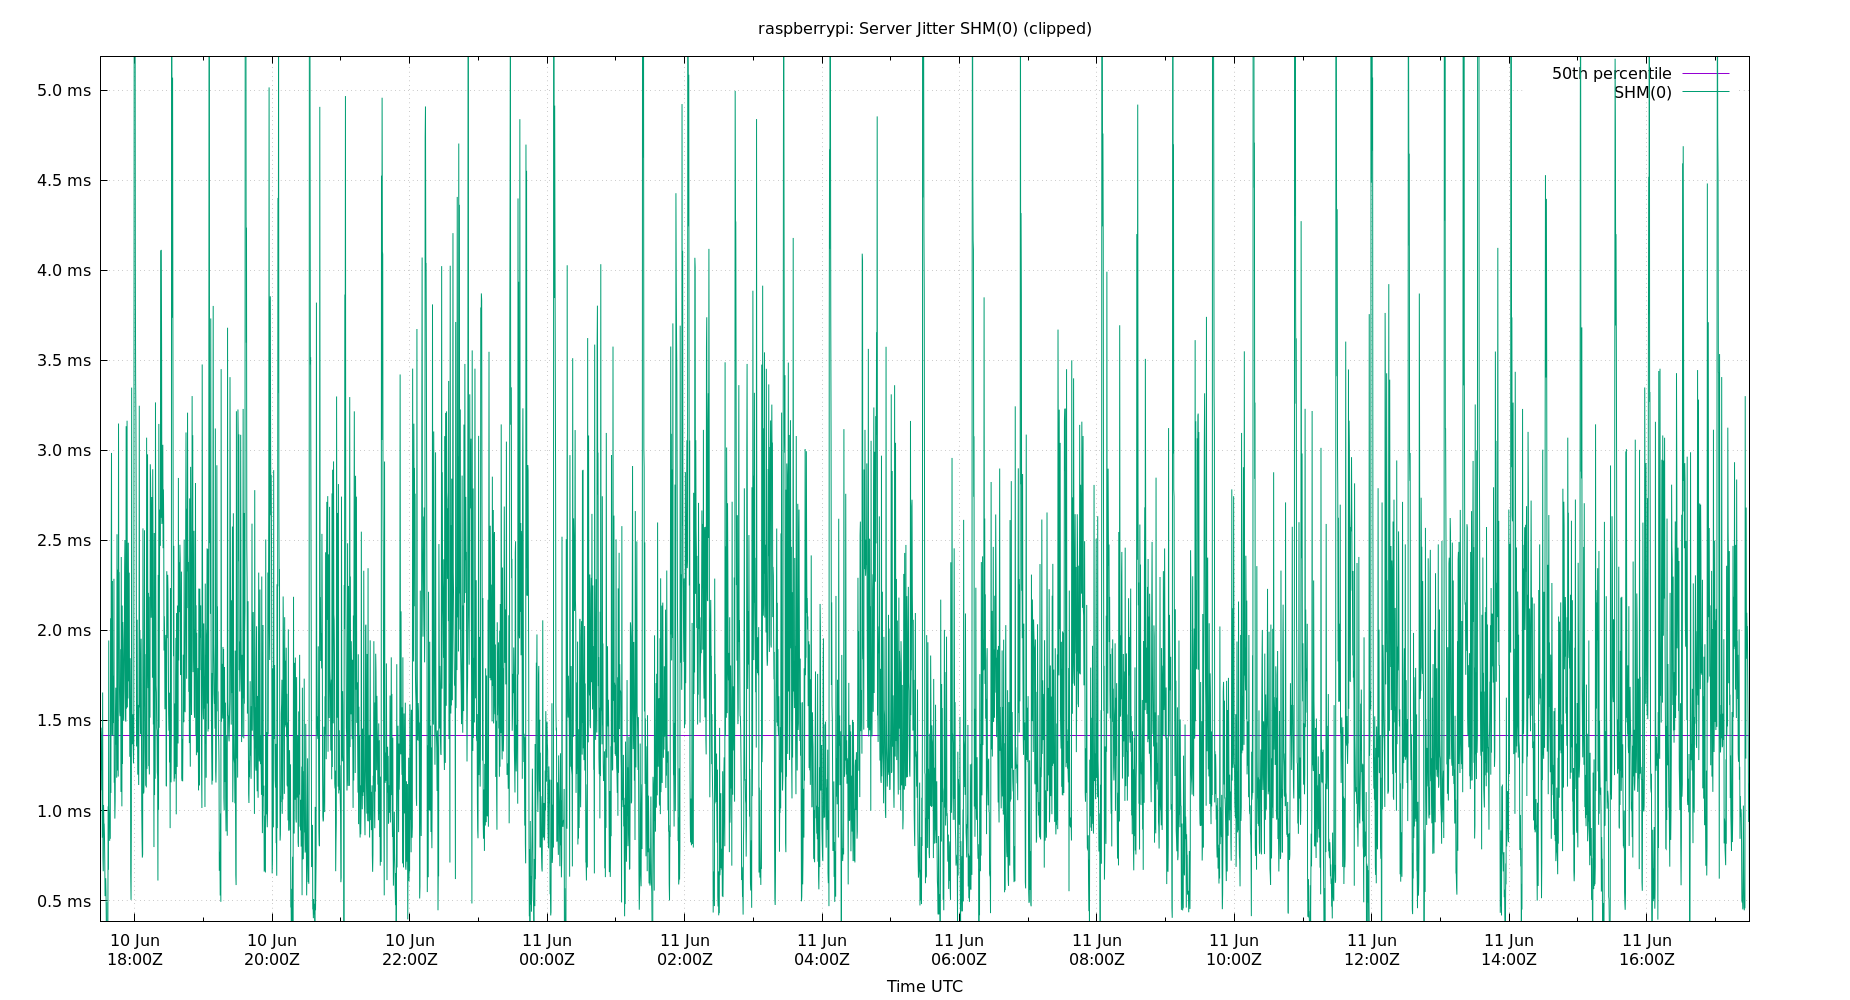 raspberrypi: Server Jitter SHM(0) (clipped)
50th percentile
SHM(0)
5.0 ms
4.5 ms
4.0 ms
3.5 ms
3.0 ms
2.5 ms
2.0 ms
1.5 ms
1.0 ms
0.5 ms
10 Jun 10 Jun 10 Jun 11 Jun 11 Jun 11 Jun 11 Jun 11 Jun 11 Jun 11 Jun 11 Jun 11 Jun
18:00Z 20:00Z 22:00Z 00:00Z 02:00Z 04:00Z 06:00Z 08:00Z 10:00Z 12:00Z 14:00Z 16:00Z
Time UTC